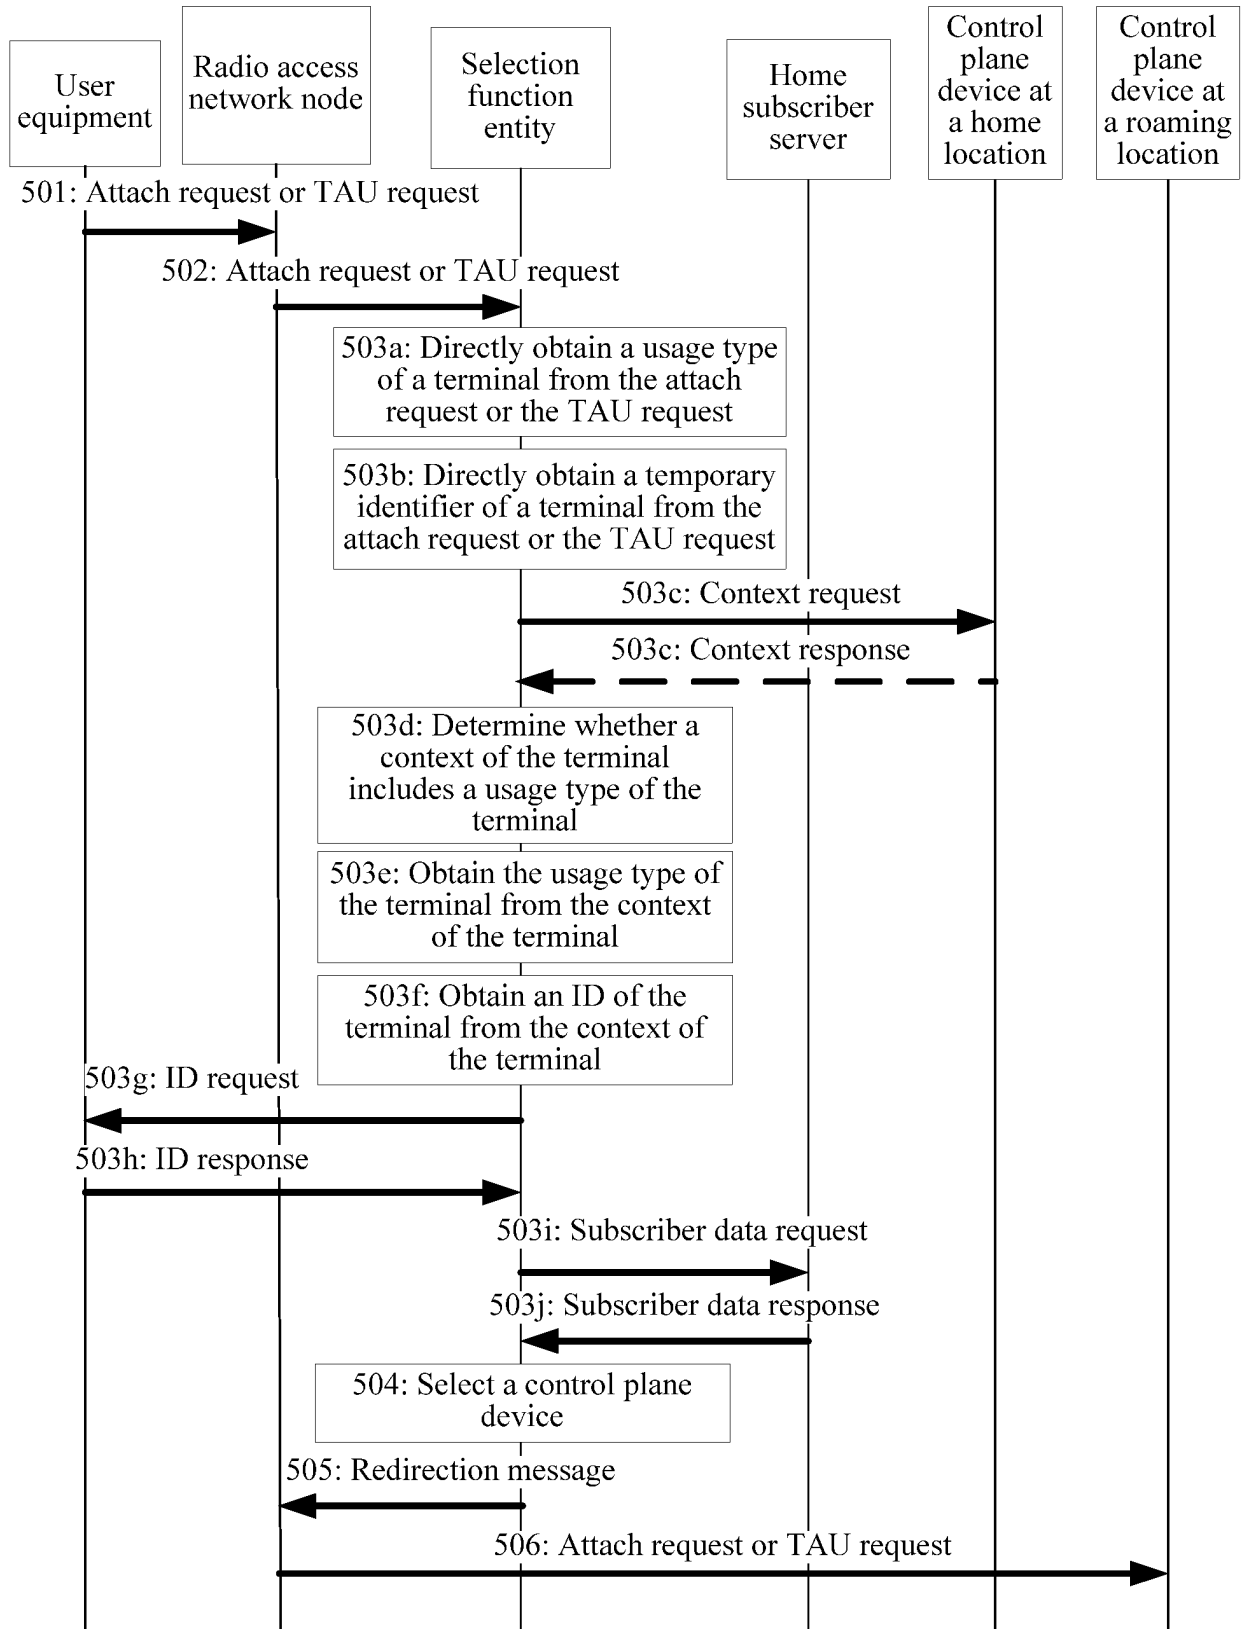 User
equipment
Radio access
network node
Selection
function
entity
Home
subscriber
server
Control
plane
device at
a home
location
Control
plane
device at
a roaming
location
501: Attach request or TAU request
502: Attach request or TAU request
503a: Directly obtain a usage type
of a terminal from the attach
request or the TAU request
503b: Directly obtain a temporary
identifier of a terminal from the
attach request or the TAU request
503c: Context request
503c: Context response
503d: Determine whether a
context of the terminal
includes a usage type of the
terminal
503e: Obtain the usage type of
the terminal from the context
of the terminal
503f: Obtain an ID of the
terminal from the context of
the terminal
503g: ID request
503h: ID response
503i: Subscriber data request
503j: Subscriber data response
504: Select a control plane
device
505: Redirection message
506: Attach request or TAU request